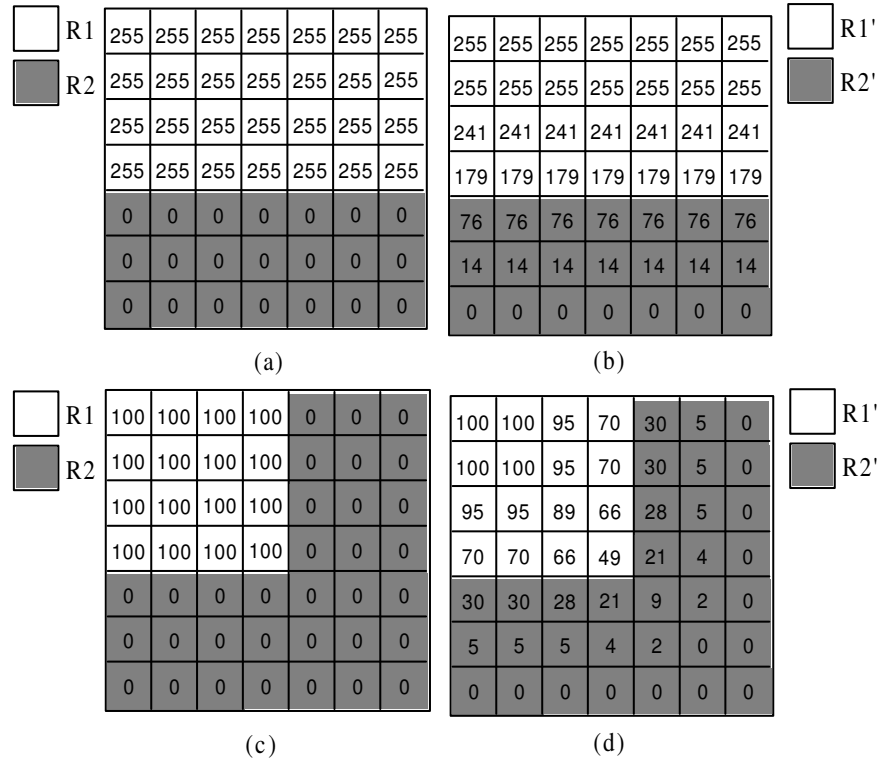 R1
R2
255 255 255 255 255 255 255
255 255 255 255 255 255 255
255 255 255 255 255 255 255
255 255 255 255 255 255 255
0 0 0 0 0 0 0
0 0 0 0 0 0 0
0 0 0 0 0 0 0
(a)
255 255 255 255 255 255 255
255 255 255 255 255 255 255
241 241 241 241 241 241 241
179 179 179 179 179 179 179
76 76 76 76 76 76 76
14 14 14 14 14 14 14
0 0 0 0 0 0 0
R1'
R2'
(b)
R1
R2
100 100 100 100 0 0 0
100 100 100 100 0 0 0
100 100 100 100 0 0 0
100 100 100 100 0 0 0
0 0 0 0 0 0 0
0 0 0 0 0 0 0
0 0 0 0 0 0 0
(c)
100 100 95 70 30 5 0
100 100 95 70 30 5 0
95 95 89 66 28 5 0
70 70 66 49 21 4 0
30 30 28 21 9 2 0
5 5 5 4 2 0 0
0 0 0 0 0 0 0
R1'
R2'
(d)